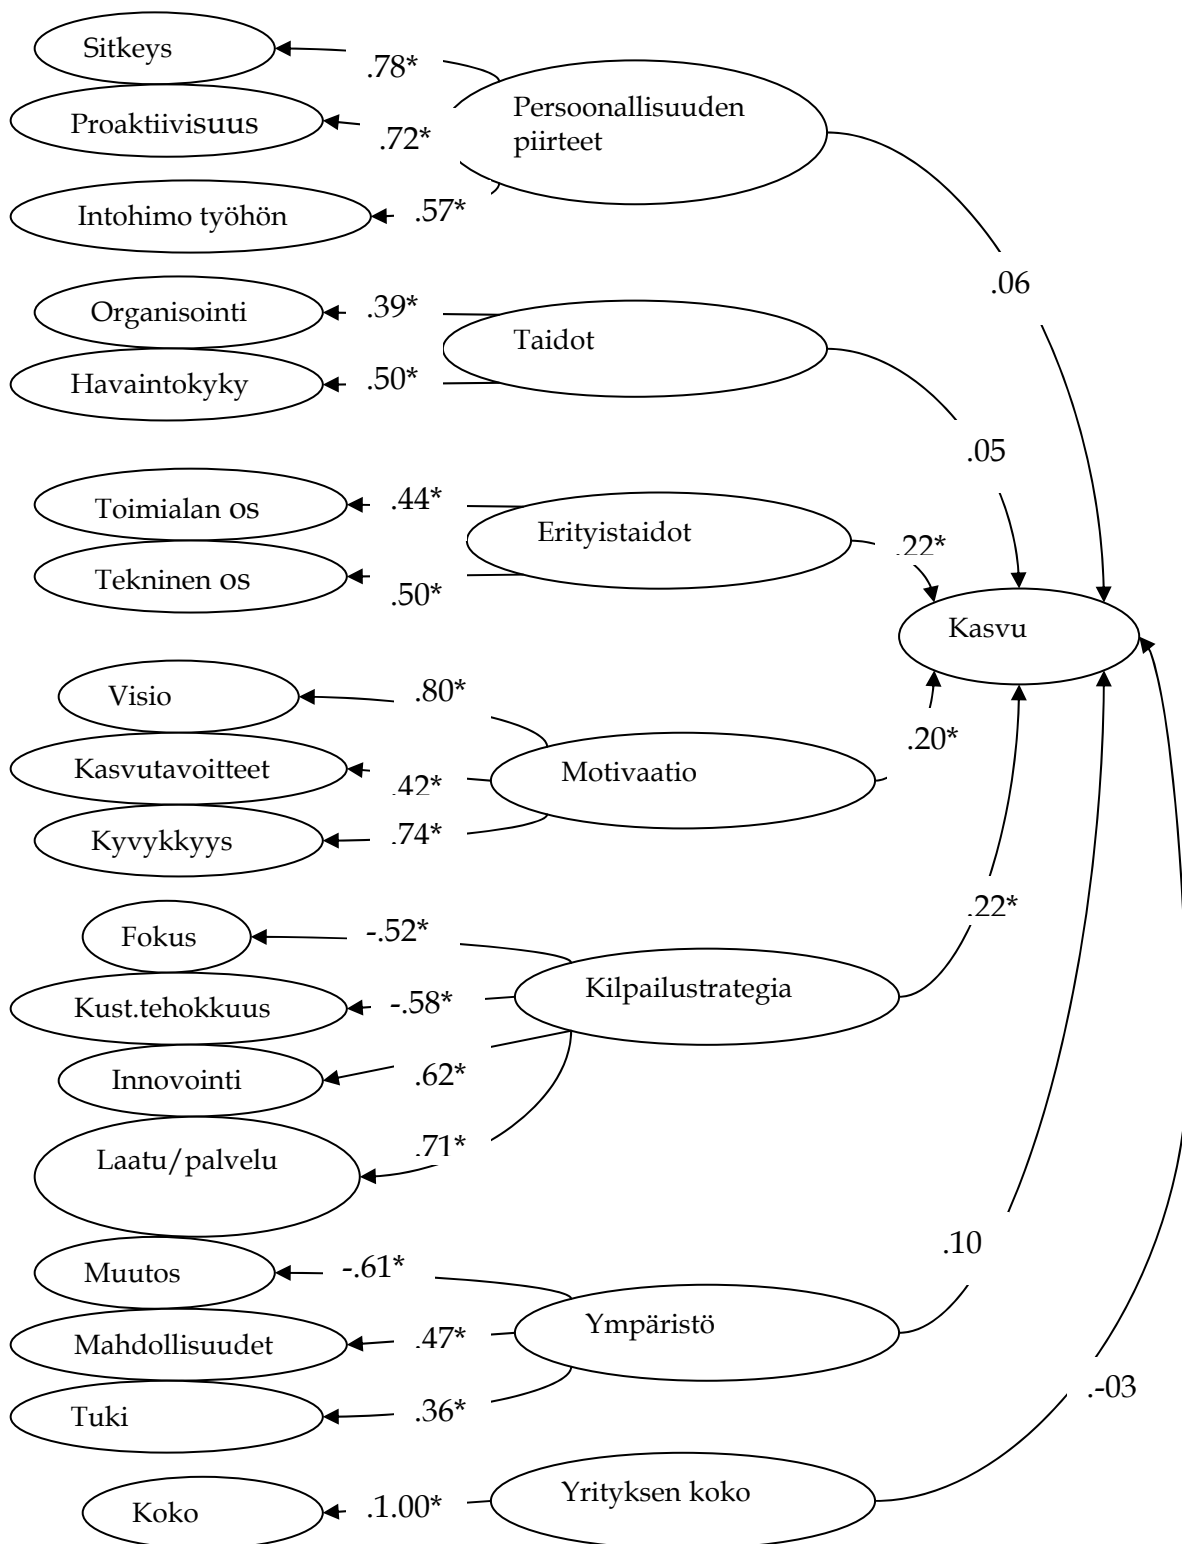 Sitkeys
.78*
Persoonallisuuden
piirteet
Proaktiivisuus
.72*
Intohimo työhön
.57*
.06
Organisointi
.39*
Taidot
Havaintokyky
.50*
.05
Toimialan os
.44*
Erityistaidot
.22*
Tekninen os
.50*
Kasvu
Visio
.80*
.20*
Kasvutavoitteet
.42*
Motivaatio
Kyvykkyys
.74*
.22*
Fokus
-.52*
Kilpailustrategia
Kust.tehokkuus
-.58*
Innovointi
.62*
Laatu/palvelu
.71*
.10
Muutos
-.61*
Ympäristö
Mahdollisuudet
.47*
.-03
Tuki
.36*
Koko
.1.00*
Yrityksen koko